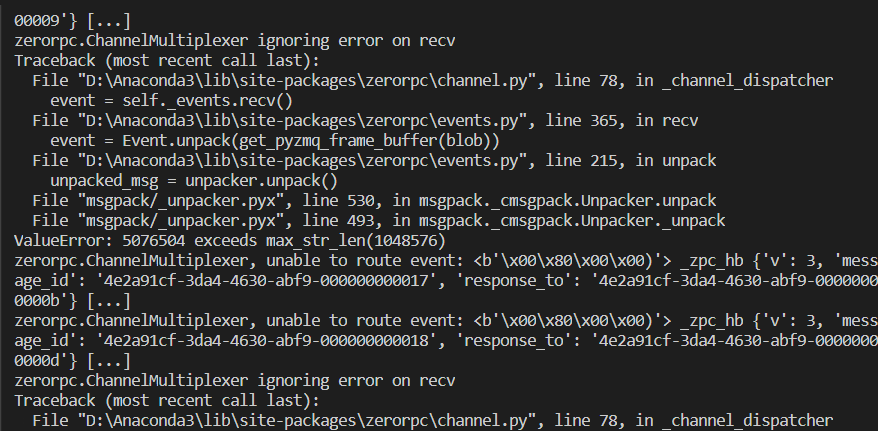 00009'} [...]
zerorpc.ChannelMultiplexer ignoring error on recv
Traceback (most recent call last):
  File "D:\Anaconda3\lib\site-packages\zerorpc\channel.py", line 78, in _channel_dispatcher
    event = self._events.recv()
  File "D:\Anaconda3\lib\site-packages\zerorpc\events.py", line 365, in recv
    event = Event.unpack(get_pyzmq_frame_buffer(blob))
  File "D:\Anaconda3\lib\site-packages\zerorpc\events.py", line 215, in unpack
    unpacked_msg = unpacker.unpack()
  File "msgpack/_unpacker.pyx", line 530, in msgpack._cmsgpack.Unpacker.unpack
  File "msgpack/_unpacker.pyx", line 493, in msgpack._cmsgpack.Unpacker._unpack
ValueError: 5076504 exceeds max_str_len(1048576)
zerorpc.ChannelMultiplexer, unable to route event: <b'\x00\x80\x00\x00)'> _zpc_hb {'v': 3, 'mess
age_id': '4e2a91cf-3da4-4630-abf9-000000000017', 'response_to': '4e2a91cf-3da4-4630-abf9-0000000
0000b'} [...]
zerorpc.ChannelMultiplexer, unable to route event: <b'\x00\x80\x00\x00)'> _zpc_hb {'v': 3, 'mess
age_id': '4e2a91cf-3da4-4630-abf9-000000000018', 'response_to': '4e2a91cf-3da4-4630-abf9-0000000
0000d'} [...]
zerorpc.ChannelMultiplexer ignoring error on recv
Traceback (most recent call last):
  File "D:\Anaconda3\lib\site-packages\zerorpc\channel.py", line 78, in _channel_dispatcher